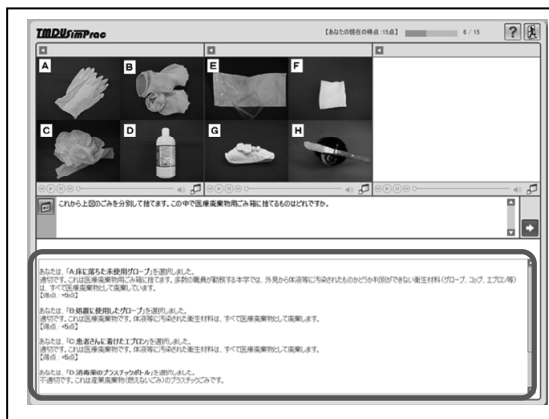 TMDUsimPrac
【あなたの現在の得点 :15点】 6 / 15 ?
A B E F
C D G H
これから上図のごみを分別して捨てます。この中で医療廃棄物用ごみ箱に捨てるものはどれですか。
あなたは、「A:床に落ちた未使用グローブ」を選択しました。
適切です。これは医療廃棄物用ごみ箱に捨てます。多数の職員が勤務する本学では、外見から体液等に汚染されたものかどうか判別ができない衛生材料（グローブ、コップ、エプロン等）
は、すべて医療廃棄物として廃棄しています。
【得点 :+5点】
あなたは、「B:処置に使用したグローブ」を選択しました。
適切です。これは医療廃棄物です。体液等に汚染された衛生材料は、すべて医療廃棄物として廃棄します。
【得点 :+5点】
あなたは、「C:患者さんに着けたエプロン」を選択しました。
適切です。これは医療廃棄物です。体液等に汚染された衛生材料は、すべて医療廃棄物として廃棄します。
【得点 :+5点】
あなたは、「D:消毒薬のプラスチックボトル」を選択しました。
不適切です。これは産業廃棄物（燃えないごみ）のプラスチックごみです。